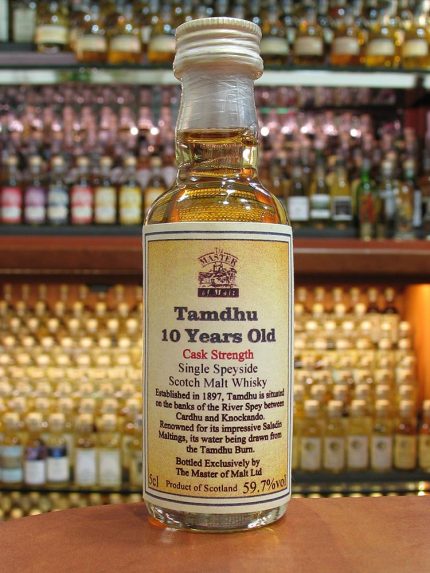 The
MASTER
of Malt
Tamdhu
10 Years Old
Cask Strength
Single Speyside
Scotch Malt Whisky
Established in 1897, Tamdhu is situated
on the banks of the River Spey between
Cardhu and Knockando.
Renowned for its impressive Saladin
Maltings, its water being drawn from
the Tamdhu Burn.
Bottled Exclusively by
The Master of Malt Ltd
5cl Product of Scotland 59.7%vol